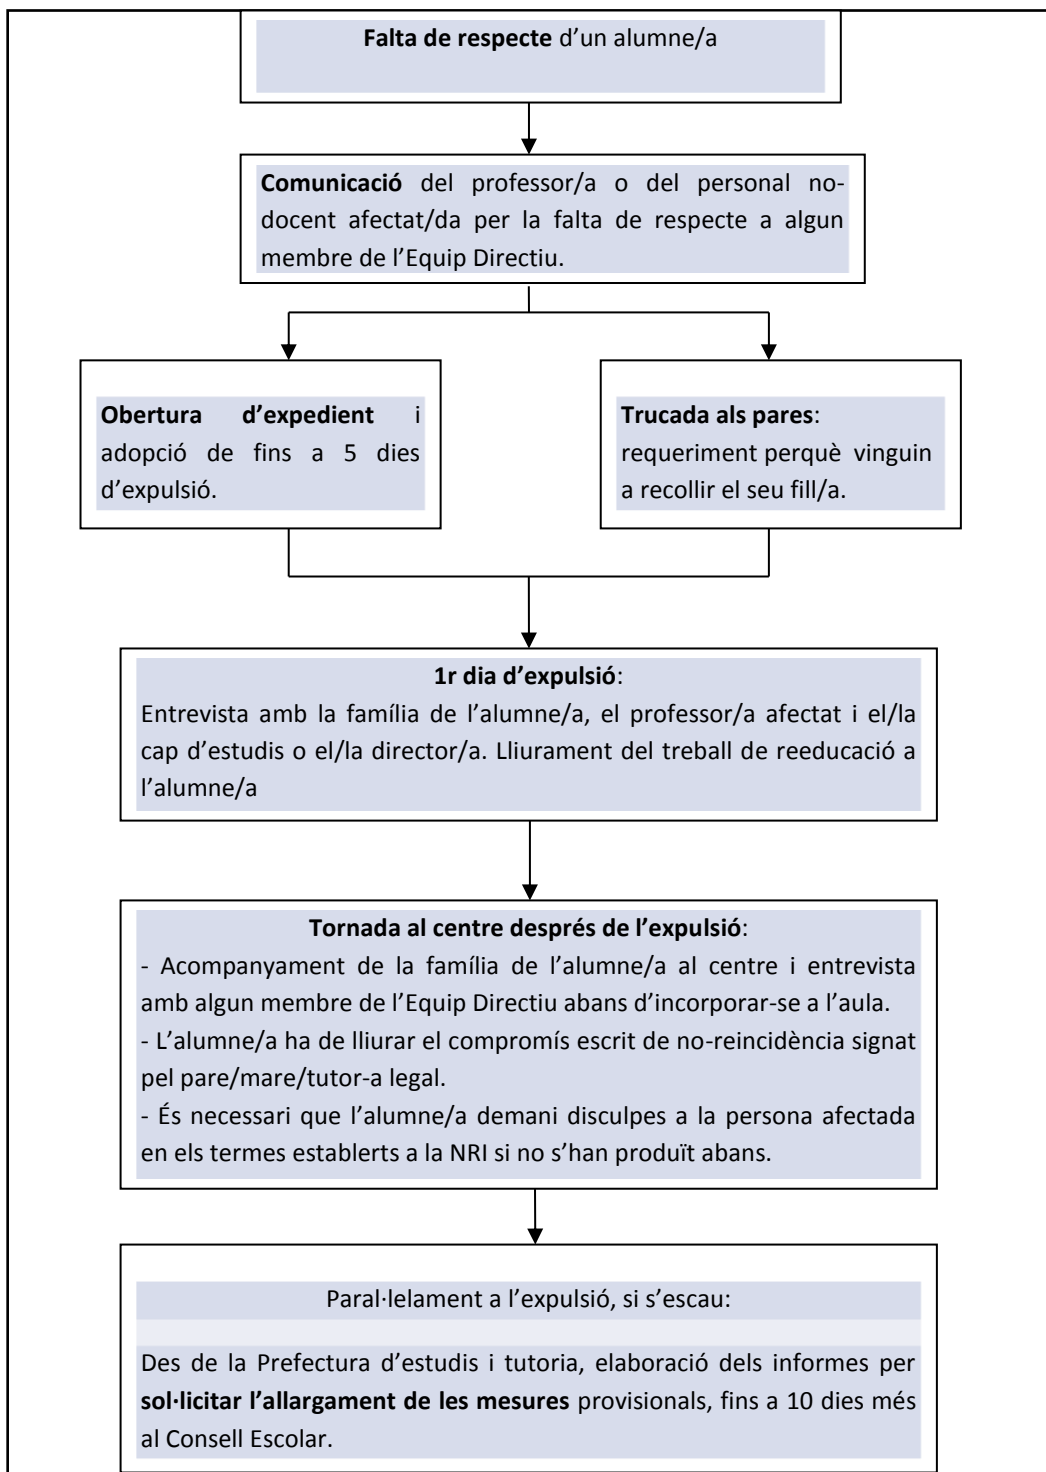 Falta de respecte d’un alumne/a
Comunicació del professor/a o del personal no-
docent afectat/da per la falta de respecte a algun
membre de l’Equip Directiu.
Obertura d’expedient i
adopció de fins a 5 dies
d’expulsió.
Trucada als pares:
requeriment perquè vinguin
a recollir el seu fill/a.
1r dia d’expulsió:
Entrevista amb la família de l’alumne/a, el professor/a afectat i el/la
cap d’estudis o el/la director/a. Lliurament del treball de reeducació a
l’alumne/a
Tornada al centre després de l’expulsió:
- Acompanyament de la família de l’alumne/a al centre i entrevista
amb algun membre de l’Equip Directiu abans d’incorporar-se a l’aula.
- L’alumne/a ha de lliurar el compromís escrit de no-reincidència signat
pel pare/mare/tutor-a legal.
- És necessari que l’alumne/a demani disculpes a la persona afectada
en els termes establerts a la NRI si no s’han produït abans.
Paral·lelament a l’expulsió, si s’escau:
Des de la Prefectura d’estudis i tutoria, elaboració dels informes per
sol·licitar l’allargament de les mesures provisionals, fins a 10 dies més
al Consell Escolar.